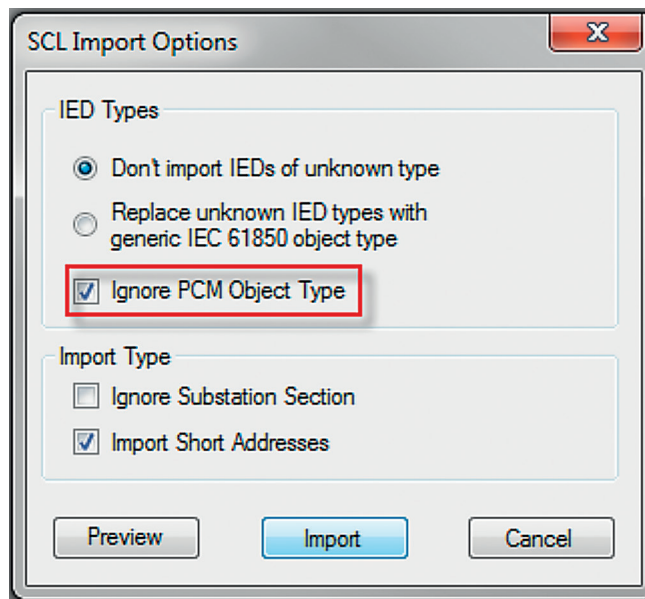 SCL Import Options
IED Types
Don't import IEDs of unknown type
Replace unknown IED types with
generic IEC 61850 object type
Ignore PCM Object Type
Import Type
Ignore Substation Section
Import Short Addresses
Preview
Import
Cancel